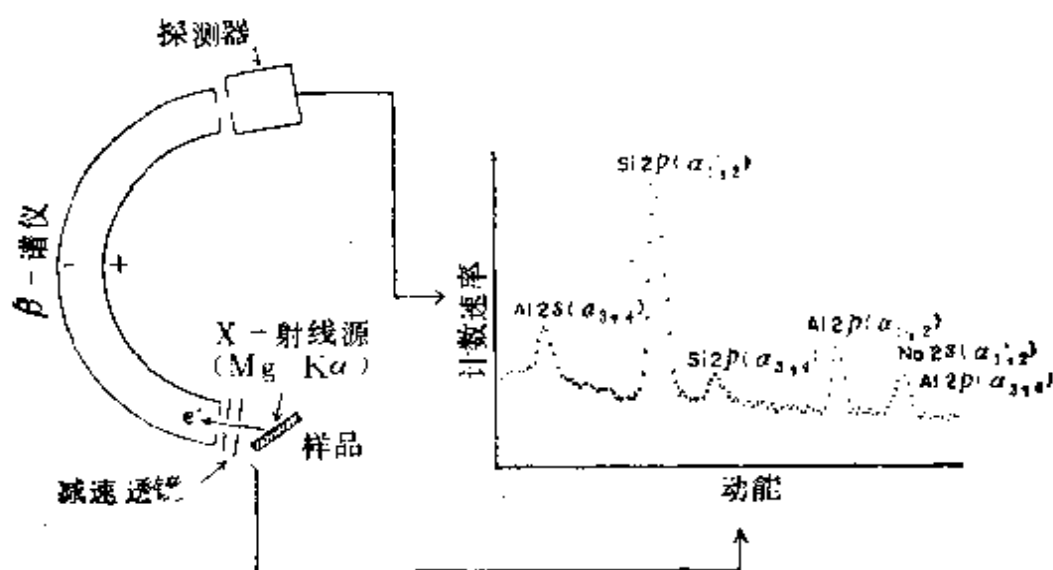 探测器
β-谱仪
-
+
X-射线源
(Mg Kα)
e⁻
样品
减速透镜
计数速率
Si2p(α₁,₂)
Al2s(α₃,₄)
Si2p(α₃,₄
Al2p(α₁,₂)
Na2s(α₁,₂)
Al2p(α₃,₄)
动能